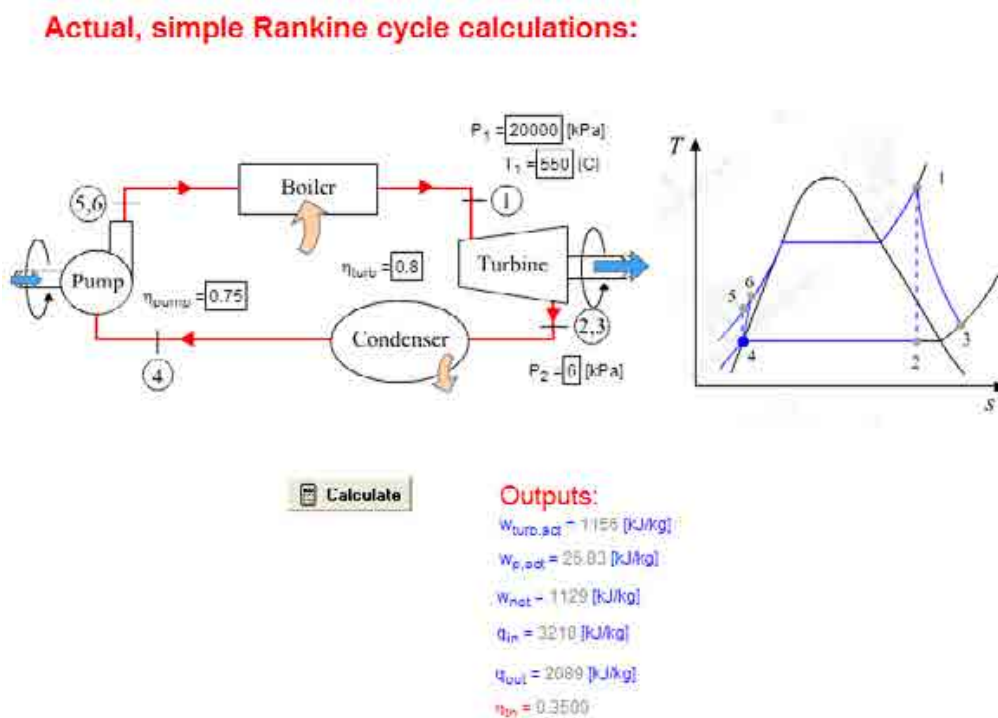 Actual, simple Rankine cycle calculations:
P1 = 20000 [kPa]
T1 = 550 (C)
T
1
Boiler
5,6
1
ηturb = 0.8
Turbine
Pump
ηpump = 0.75
Condenser
2,3
4
P2 = 6 [kPa]
6
5
3
4
2
s
Calculate
Outputs:
wturb,act = 1155 [kJ/kg]
wp,act = 26.83 [kJ/kg]
wnet = 1129 [kJ/kg]
qin = 3218 [kJ/kg]
qout = 2089 [kJ/kg]
ηth =